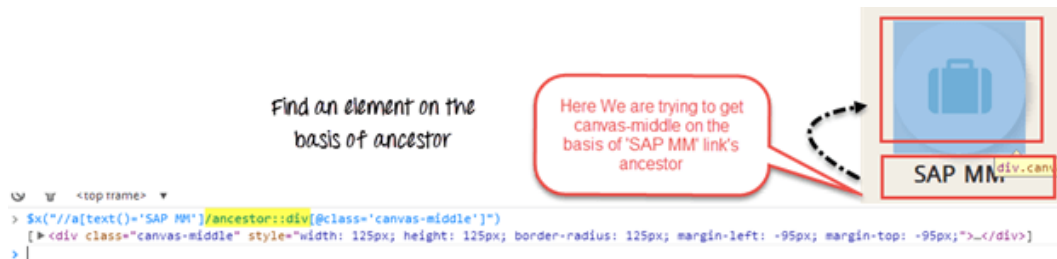 Find an element on the
basis of ancestor
Here We are trying to get
canvas-middle on the
basis of 'SAP MM' link's
ancestor
SAP MM
div.canv
<top frame> ▼
> $x("//a[text()='SAP MM']/ancestor::div[@class='canvas-middle']")
[▶<div class="canvas-middle" style="width: 125px; height: 125px; border-radius: 125px; margin-left: -95px; margin-top: -95px;">…</div>]
>